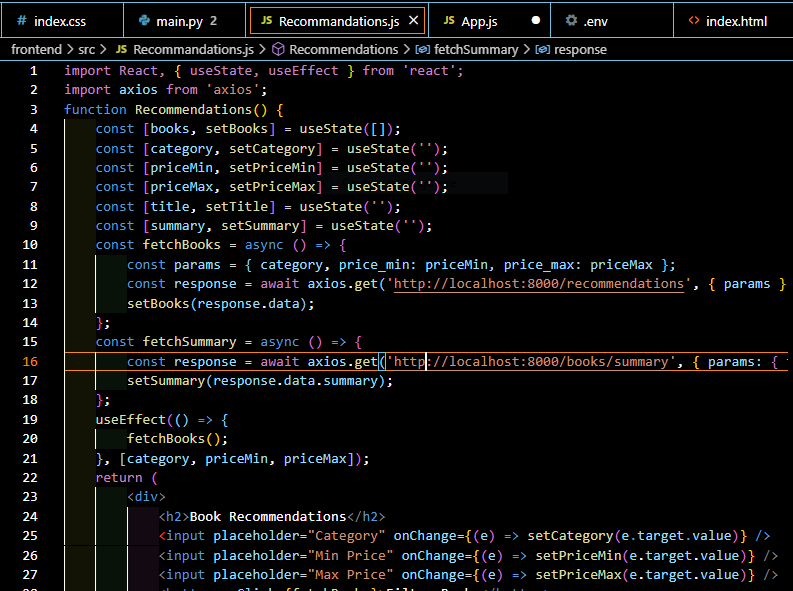 # index.css main.py 2 JS Recommandations.js × JS App.js ● .env <> index.html
frontend > src > JS Recommandations.js > Recommendations > fetchSummary > response
1 import React, { useState, useEffect } from 'react';
2 import axios from 'axios';
3 function Recommendations() {
4 const [books, setBooks] = useState([]);
5 const [category, setCategory] = useState('');
6 const [priceMin, setPriceMin] = useState('');
7 const [priceMax, setPriceMax] = useState('');
8 const [title, setTitle] = useState('');
9 const [summary, setSummary] = useState('');
10 const fetchBooks = async () => {
11 const params = { category, price_min: priceMin, price_max: priceMax };
12 const response = await axios.get('http://localhost:8000/recommendations', { params }
13 setBooks(response.data);
14 };
15 const fetchSummary = async () => {
16 const response = await axios.get('http://localhost:8000/books/summary', { params: {
17 setSummary(response.data.summary);
18 };
19 useEffect(() => {
20 fetchBooks();
21 }, [category, priceMin, priceMax]);
22 return (
23 <div>
24 <h2>Book Recommendations</h2>
25 <input placeholder="Category" onChange={(e) => setCategory(e.target.value)} />
26 <input placeholder="Min Price" onChange={(e) => setPriceMin(e.target.value)} />
27 <input placeholder="Max Price" onChange={(e) => setPriceMax(e.target.value)} />